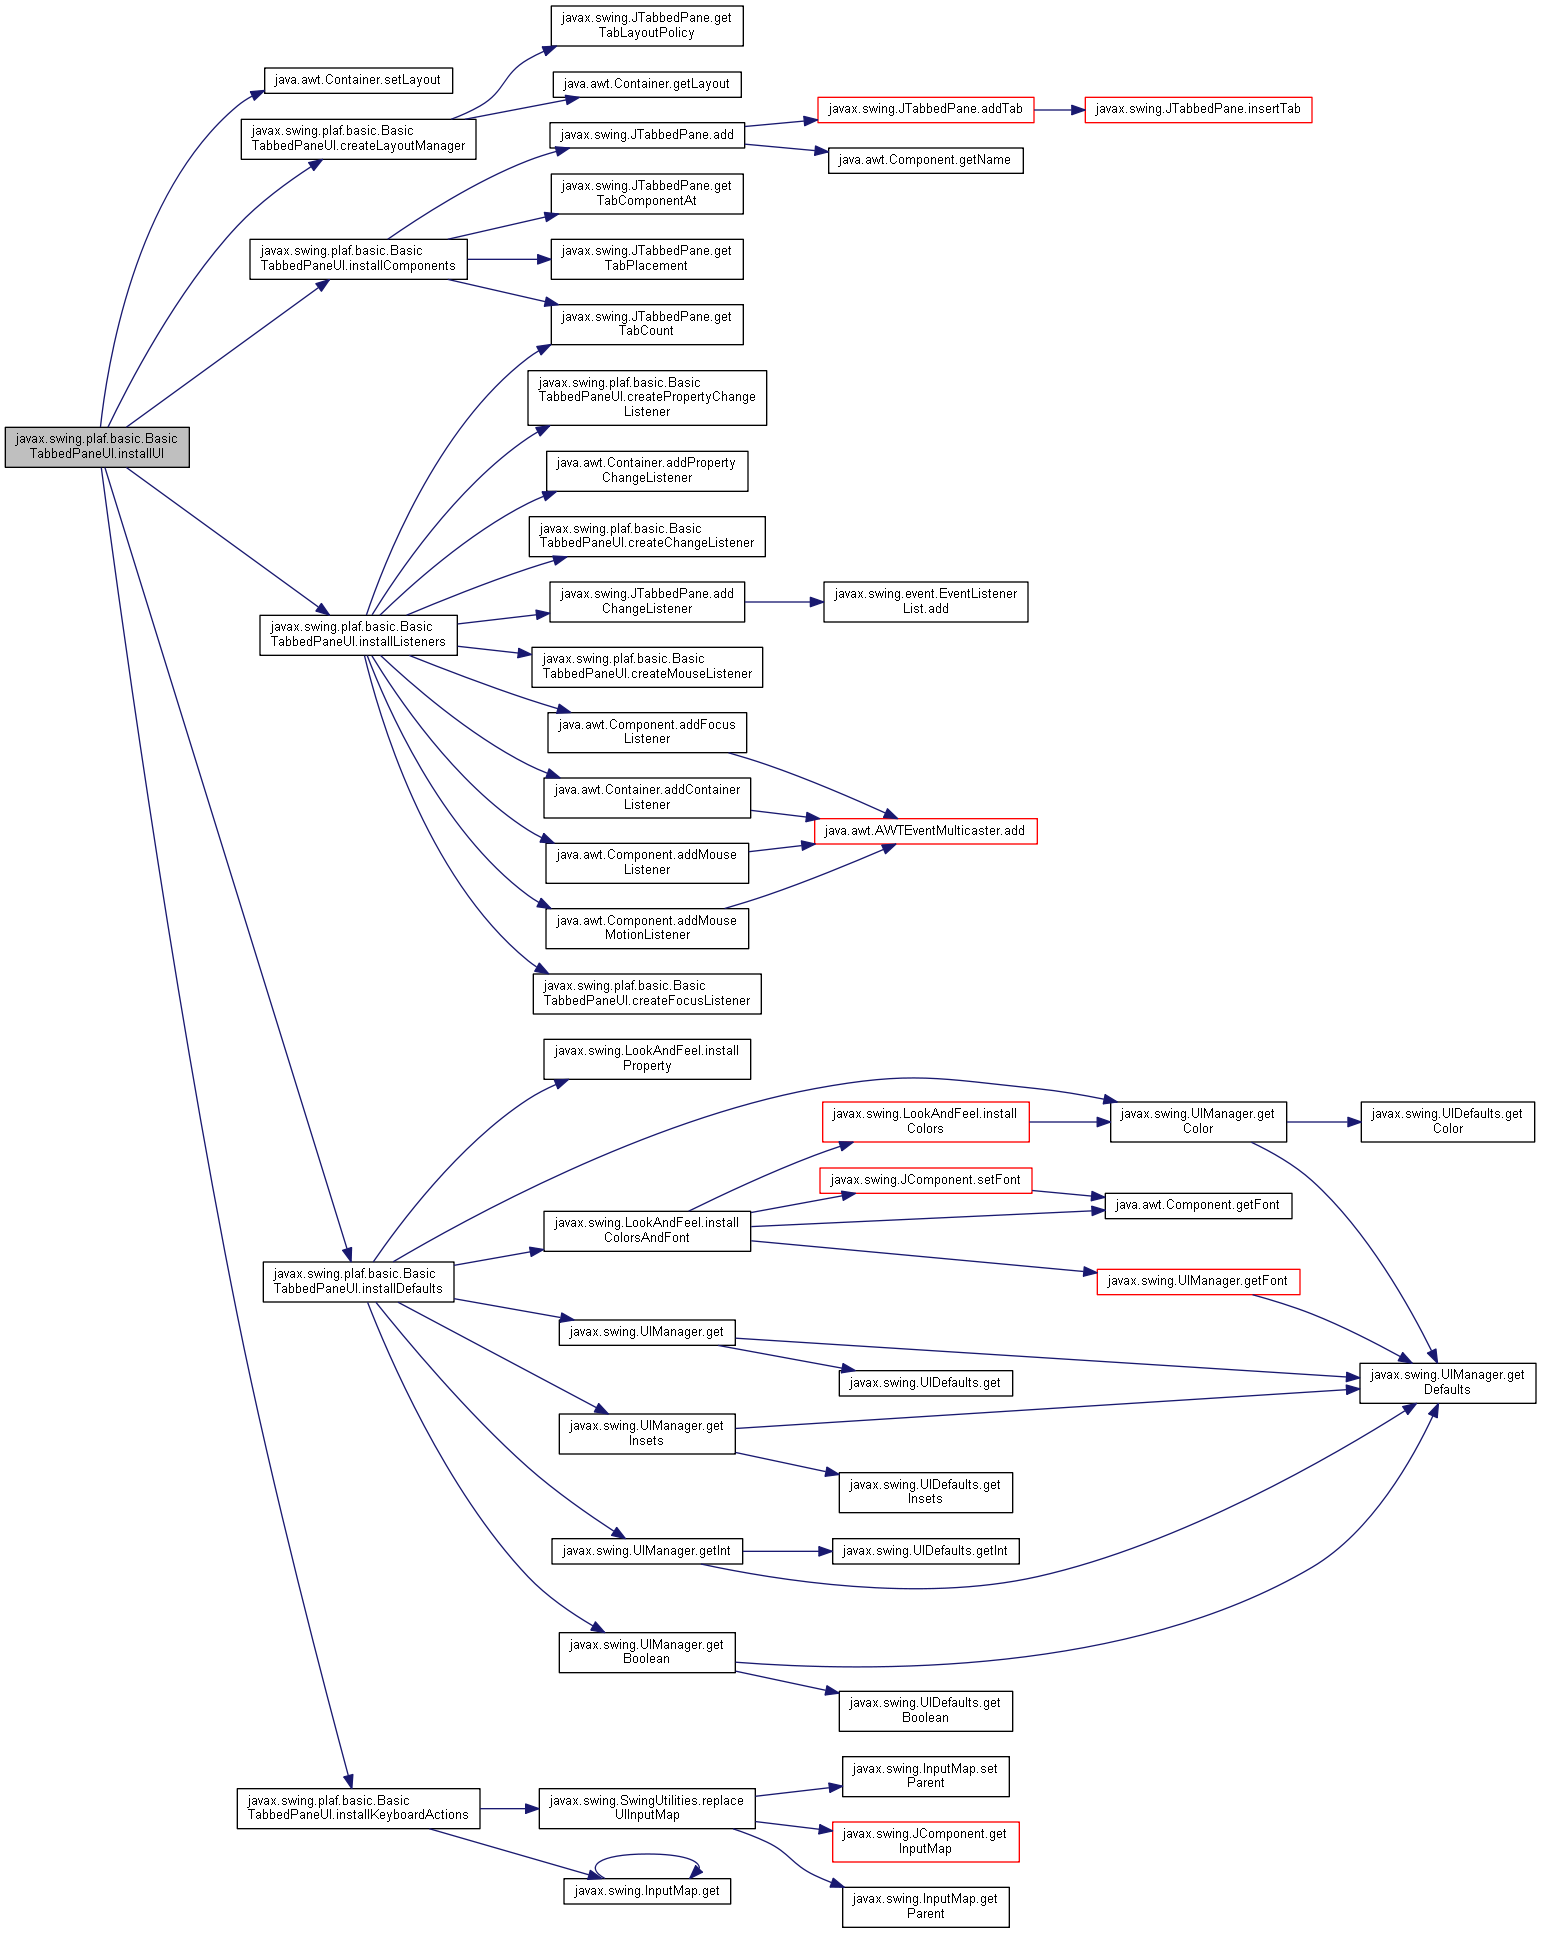 javax.swing.plaf.basic.Basic
TabbedPaneUI.installUI
java.awt.Container.setLayout
javax.swing.plaf.basic.Basic
TabbedPaneUI.createLayoutManager
javax.swing.plaf.basic.Basic
TabbedPaneUI.installComponents
javax.swing.plaf.basic.Basic
TabbedPaneUI.installListeners
javax.swing.plaf.basic.Basic
TabbedPaneUI.installDefaults
javax.swing.plaf.basic.Basic
TabbedPaneUI.installKeyboardActions
javax.swing.JTabbedPane.get
TabLayoutPolicy
java.awt.Container.getLayout
javax.swing.JTabbedPane.add
javax.swing.JTabbedPane.get
TabComponentAt
javax.swing.JTabbedPane.get
TabPlacement
javax.swing.JTabbedPane.get
TabCount
javax.swing.plaf.basic.Basic
TabbedPaneUI.createPropertyChange
Listener
java.awt.Container.addProperty
ChangeListener
javax.swing.plaf.basic.Basic
TabbedPaneUI.createChangeListener
javax.swing.JTabbedPane.add
ChangeListener
javax.swing.plaf.basic.Basic
TabbedPaneUI.createMouseListener
java.awt.Component.addFocus
Listener
java.awt.Container.addContainer
Listener
java.awt.Component.addMouse
Listener
java.awt.Component.addMouse
MotionListener
javax.swing.plaf.basic.Basic
TabbedPaneUI.createFocusListener
javax.swing.LookAndFeel.install
Property
javax.swing.LookAndFeel.install
ColorsAndFont
javax.swing.UIManager.get
javax.swing.UIManager.get
Insets
javax.swing.UIManager.getInt
javax.swing.UIManager.get
Boolean
javax.swing.SwingUtilities.replace
UIInputMap
javax.swing.InputMap.get
javax.swing.JTabbedPane.addTab
java.awt.Component.getName
javax.swing.event.EventListener
List.add
java.awt.AWTEventMulticaster.add
javax.swing.LookAndFeel.install
Colors
javax.swing.JComponent.setFont
javax.swing.UIDefaults.get
javax.swing.UIDefaults.get
Insets
javax.swing.UIDefaults.getInt
javax.swing.UIDefaults.get
Boolean
javax.swing.InputMap.set
Parent
javax.swing.JComponent.get
InputMap
javax.swing.InputMap.get
Parent
javax.swing.JTabbedPane.insertTab
javax.swing.UIManager.get
Color
java.awt.Component.getFont
javax.swing.UIManager.getFont
javax.swing.UIDefaults.get
Color
javax.swing.UIManager.get
Defaults